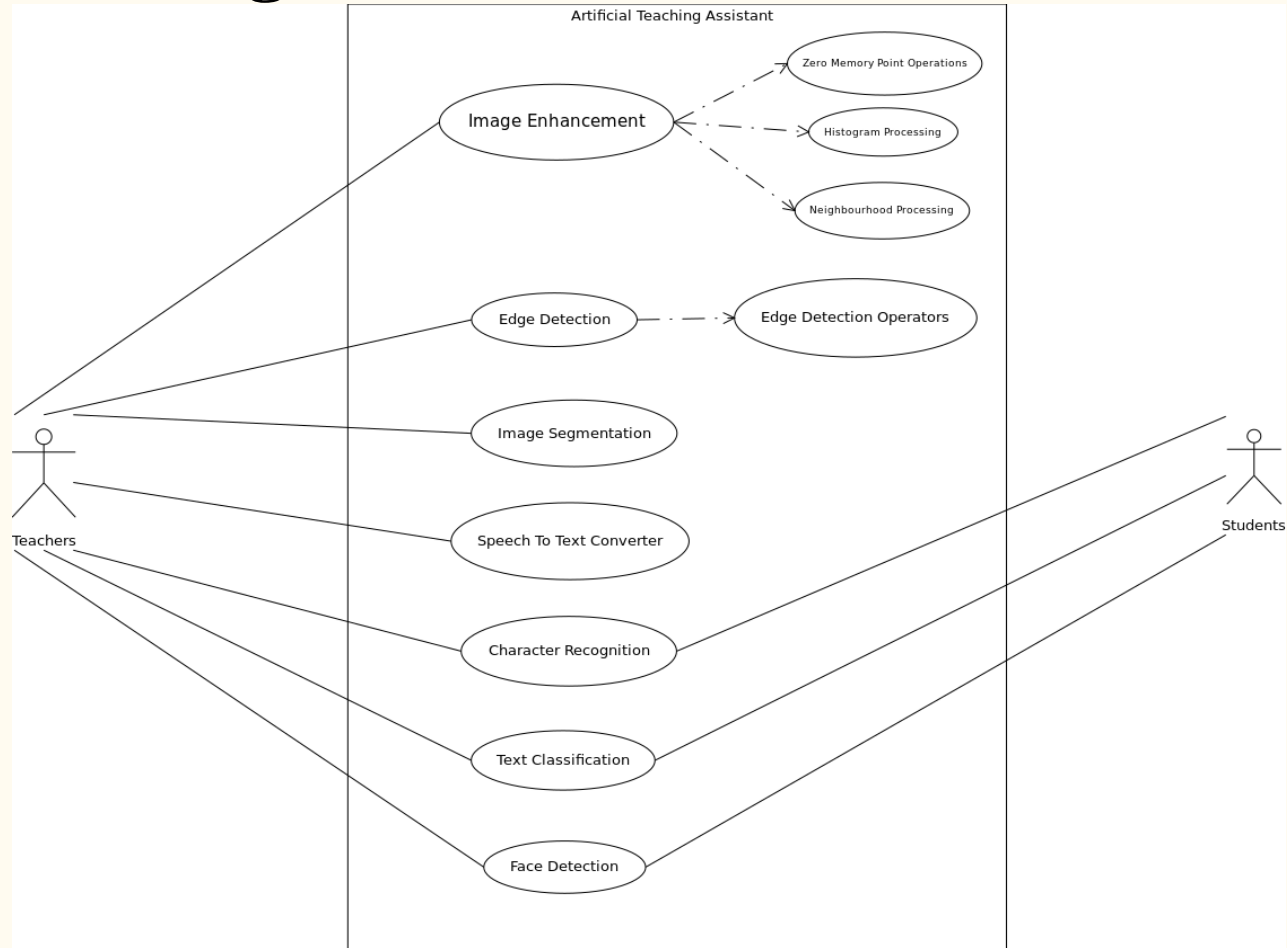 Artificial Teaching Assistant
Zero Memory Point Operations
Image Enhancement
Histogram Processing
Neighbourhood Processing
Edge Detection
Edge Detection Operators
Image Segmentation
Speech To Text Converter
Teachers
Students
Character Recognition
Text Classification
Face Detection